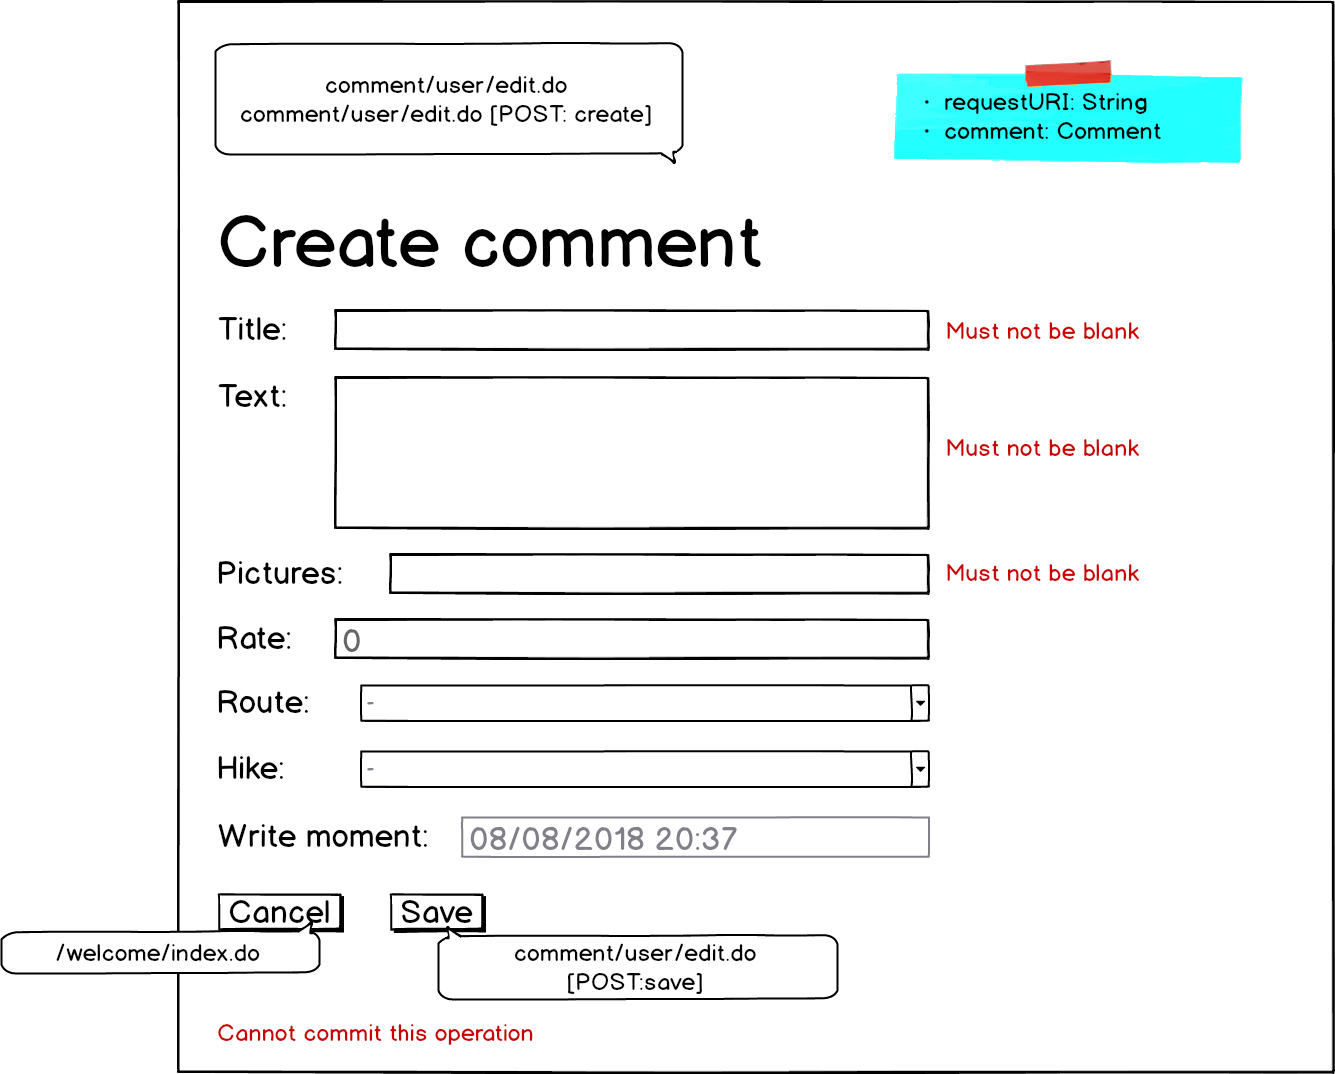 comment/user/edit.do
comment/user/edit.do [POST: create]
• requestURI: String
• comment: Comment
Create comment
Title:
Must not be blank
Text:
Must not be blank
Pictures:
Must not be blank
Rate:
0
Route:
-
Hike:
-
Write moment:
08/08/2018 20:37
Cancel
Save
/welcome/index.do
comment/user/edit.do
[POST:save]
Cannot commit this operation